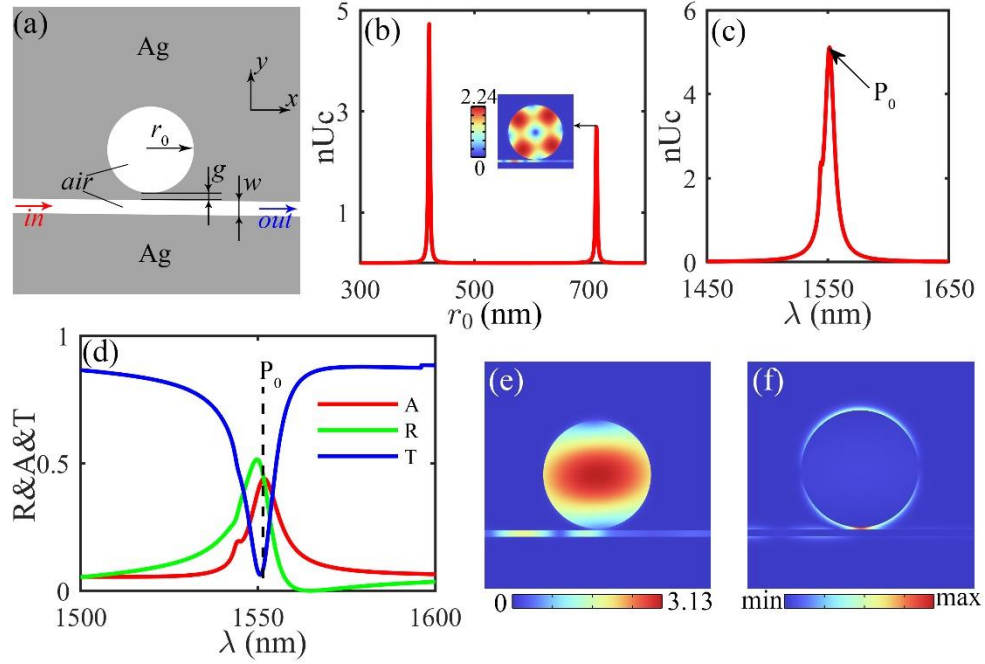 (a)
Ag
y
x
r₀
air
g
w
in
out
Ag
(b)
5
3
1
nUc
2.24
0
300
500
700
r₀ (nm)
(c)
6
4
2
0
nUc
P₀
1450
1550
1650
λ (nm)
(d)
1
0.5
0
R&A&T
P₀
A
R
T
1500
1550
1600
λ (nm)
(e)
0
3.13
(f)
min
max